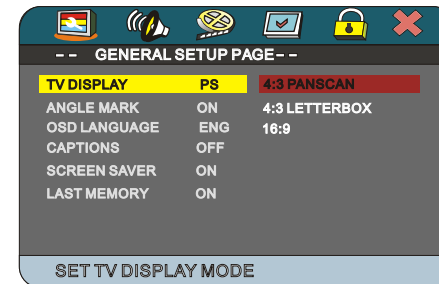 -- GENERAL SETUP PAGE--
TV DISPLAY PS 4:3 PANSCAN
ANGLE MARK ON 4:3 LETTERBOX
OSD LANGUAGE ENG 16:9
CAPTIONS OFF
SCREEN SAVER ON
LAST MEMORY ON
SET TV DISPLAY MODE